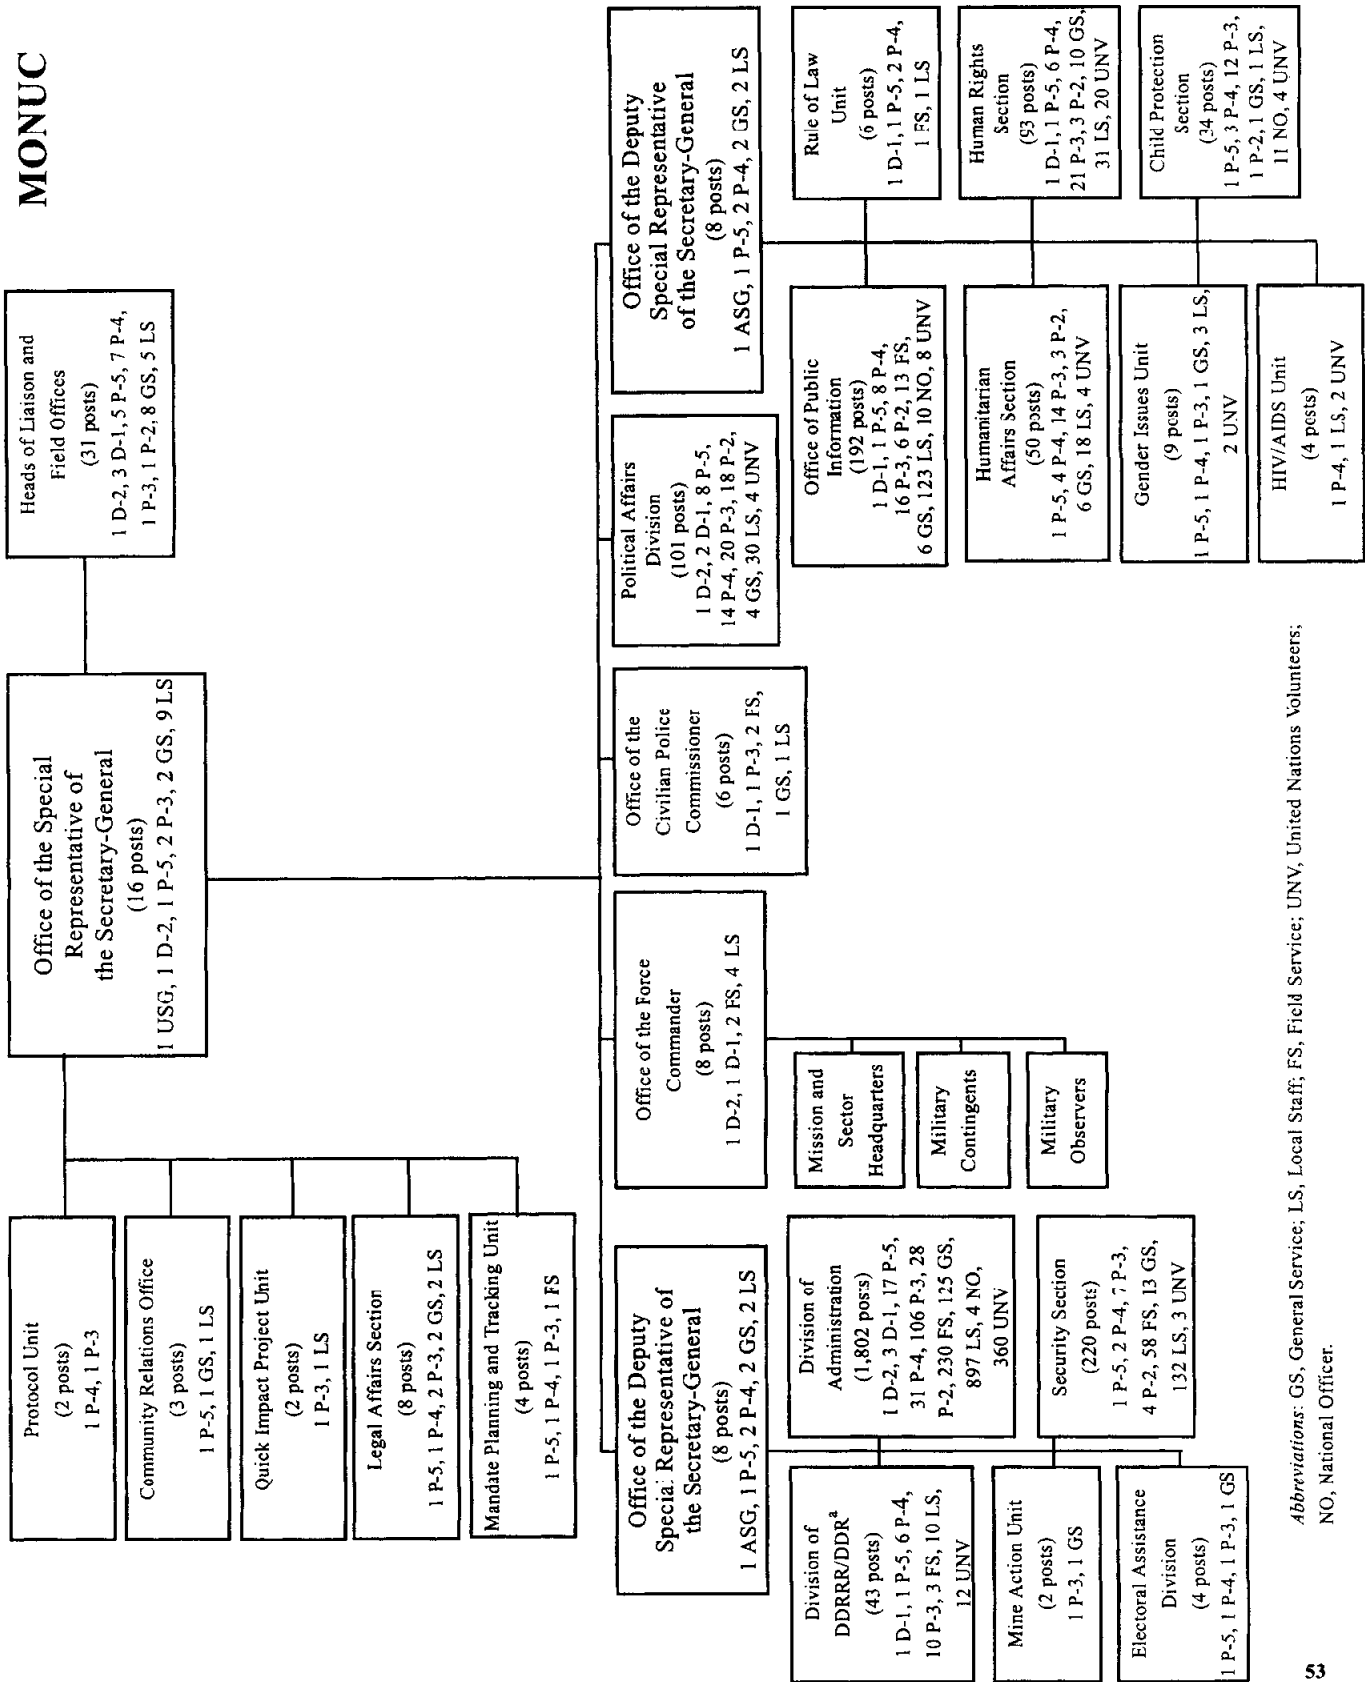 MONUC
Office of the Special
Representative of
the Secretary-General
(16 posts)
1 USG, 1 D-2, 1 P-5, 2 P-3, 2 GS, 9 LS
Heads of Liaison and
Field Offices
(31 posts)
1 D-2, 3 D-1, 5 P-5, 7 P-4,
1 P-3, 1 P-2, 8 GS, 5 LS
Protocol Unit
(2 posts)
1 P-4, 1 P-3
Community Relations Office
(3 posts)
1 P-5, 1 GS, 1 LS
Quick Impact Project Unit
(2 posts)
1 P-3, 1 LS
Legal Affairs Section
(8 posts)
1 P-5, 1 P-4, 2 P-3, 2 GS, 2 LS
Mandate Planning and Tracking Unit
(4 posts)
1 P-5, 1 P-4, 1 P-3, 1 FS
Office of the Deputy
Special Representative of
the Secretary-General
(8 posts)
1 ASG, 1 P-5, 2 P-4, 2 GS, 2 LS
Office of the Force
Commander
(8 posts)
1 D-2, 1 D-1, 2 FS, 4 LS
Office of the
Civilian Police
Commissioner
(6 posts)
1 D-1, 1 P-3, 2 FS,
1 GS, 1 LS
Political Affairs
Division
(101 posts)
1 D-2, 2 D-1, 8 P-5,
14 P-4, 20 P-3, 18 P-2,
4 GS, 30 LS, 4 UNV
Office of the Deputy
Special Representative
of the Secretary-General
(8 posts)
1 ASG, 1 P-5, 2 P-4, 2 GS, 2 LS
Division of
DDRRR/DDRª
(43 posts)
1 D-1, 1 P-5, 6 P-4,
10 P-3, 3 FS, 10 LS,
12 UNV
Division of
Administration
(1,802 posts)
1 D-2, 3 D-1, 17 P-5,
31 P-4, 106 P-3, 28
P-2, 230 FS, 125 GS,
897 LS, 4 NO,
360 UNV
Mine Action Unit
(2 posts)
1 P-3, 1 GS
Security Section
(220 posts)
1 P-5, 2 P-4, 7 P-3,
4 P-2, 58 FS, 13 GS,
132 LS, 3 UNV
Electoral Assistance
Division
(4 posts)
1 P-5, 1 P-4, 1 P-3, 1 GS
Mission and
Sector
Headquarters
Military
Contingents
Military
Observers
Office of Public
Information
(192 posts)
1 D-1, 1 P-5, 8 P-4,
16 P-3, 6 P-2, 13 FS,
6 GS, 123 LS, 10 NO, 8 UNV
Rule of Law
Unit
(6 posts)
1 D-1, 1 P-5, 2 P-4,
1 FS, 1 LS
Humanitarian
Affairs Section
(50 posts)
1 P-5, 4 P-4, 14 P-3, 3 P-2,
6 GS, 18 LS, 4 UNV
Human Rights
Section
(93 posts)
1 D-1, 1 P-5, 6 P-4,
21 P-3, 3 P-2, 10 GS,
31 LS, 20 UNV
Gender Issues Unit
(9 posts)
1 P-5, 1 P-4, 1 P-3, 1 GS, 3 LS,
2 UNV
Child Protection
Section
(34 posts)
1 P-5, 3 P-4, 12 P-3,
1 P-2, 1 GS, 1 LS,
11 NO, 4 UNV
HIV/AIDS Unit
(4 posts)
1 P-4, 1 LS, 2 UNV
Abbreviations: GS, General Service; LS, Local Staff; FS, Field Service; UNV, United Nations Volunteers;
NO, National Officer.
53